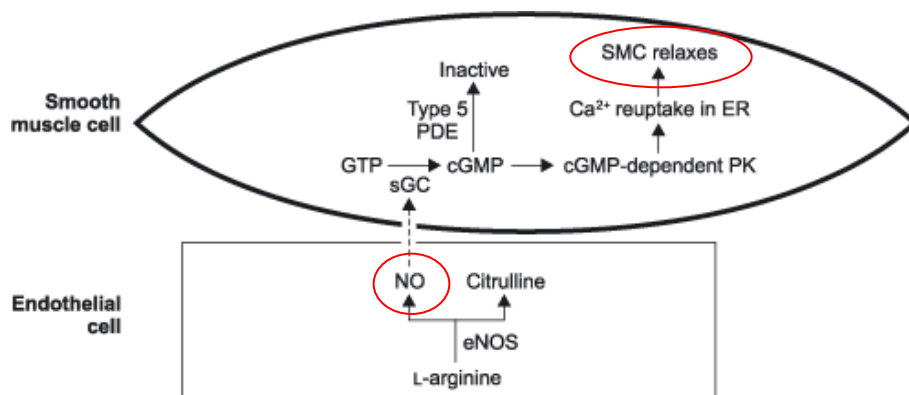 SMC relaxes
Inactive
Smooth
muscle cell
Type 5
PDE
Ca²⁺ reuptake in ER
GTP
cGMP
cGMP-dependent PK
sGC
NO
Citrulline
Endothelial
cell
eNOS
L-arginine